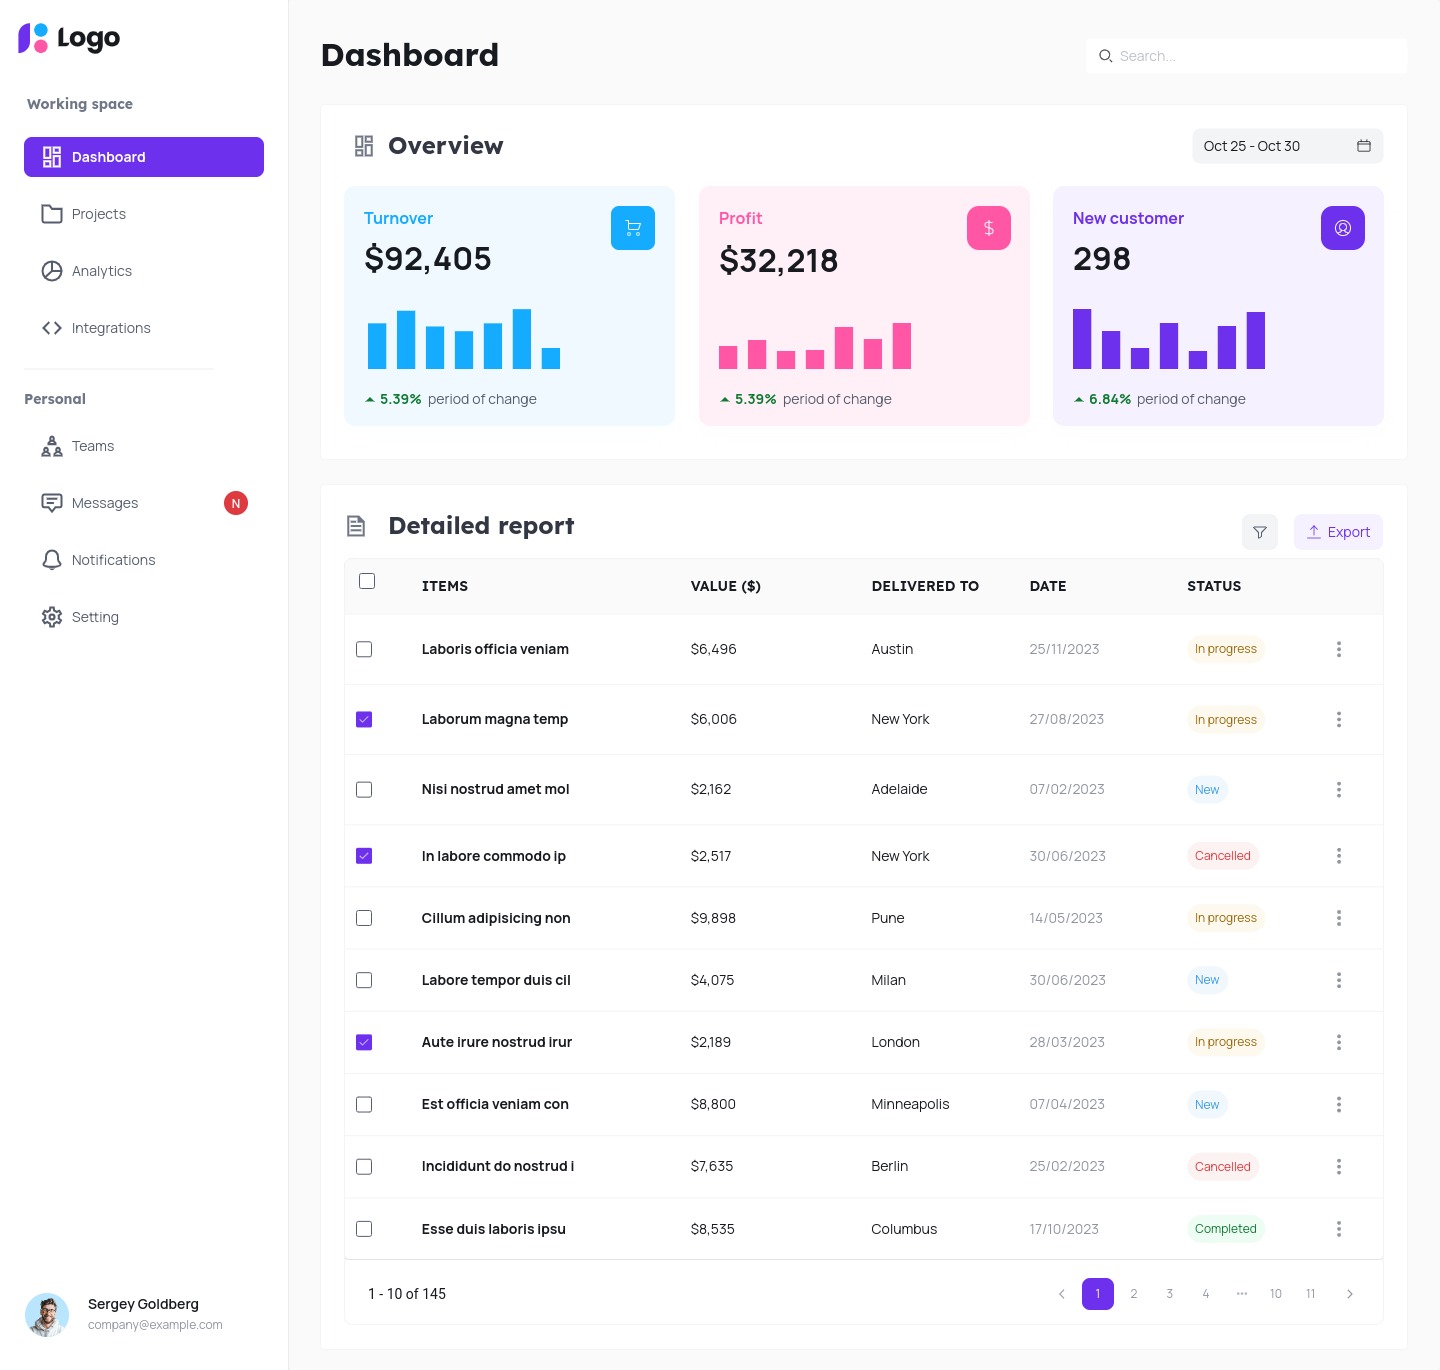 Logo
Working space
Dashboard
Projects
Analytics
Integrations
Personal
Teams
Messages N
Notifications
Setting
Sergey Goldberg
company@example.com
Dashboard
Search...
Overview
Oct 25 - Oct 30
Turnover
$92,405
5.39% period of change
Profit
$32,218
5.39% period of change
New customer
298
6.84% period of change
Detailed report
Export
ITEMS VALUE ($) DELIVERED TO DATE STATUS
Laboris officia veniam $6,496 Austin 25/11/2023 In progress
Laborum magna temp $6,006 New York 27/08/2023 In progress
Nisi nostrud amet mol $2,162 Adelaide 07/02/2023 New
In labore commodo ip $2,517 New York 30/06/2023 Cancelled
Cillum adipisicing non $9,898 Pune 14/05/2023 In progress
Labore tempor duis cil $4,075 Milan 30/06/2023 New
Aute irure nostrud irur $2,189 London 28/03/2023 In progress
Est officia veniam con $8,800 Minneapolis 07/04/2023 New
Incididunt do nostrud i $7,635 Berlin 25/02/2023 Cancelled
Esse duis laboris ipsu $8,535 Columbus 17/10/2023 Completed
1 - 10 of 145
1 2 3 4 ••• 10 11